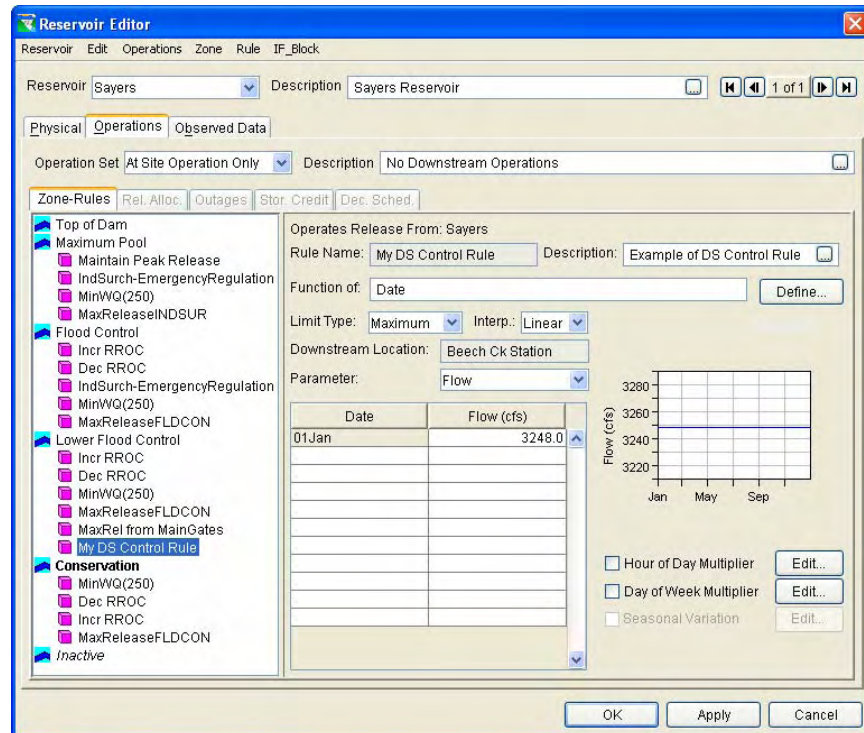 Reservoir Editor
Reservoir Edit Operations Zone Rule IF_Block
Reservoir Sayers Description Sayers Reservoir ... 1 of 1
Physical Operations Observed Data
Operation Set At Site Operation Only Description No Downstream Operations ...
Zone-Rules Rel. Alloc. Outages Stor. Credit Dec. Sched.
Top of Dam
Maximum Pool
Maintain Peak Release
IndSurch-EmergencyRegulation
MinWQ(250)
MaxReleaseINDSUR
Flood Control
Incr RROC
Dec RROC
IndSurch-EmergencyRegulation
MinWQ(250)
MaxReleaseFLDCON
Lower Flood Control
Incr RROC
Dec RROC
MinWQ(250)
MaxReleaseFLDCON
MaxRel from MainGates
My DS Control Rule
Conservation
MinWQ(250)
Dec RROC
Incr RROC
MaxReleaseFLDCON
Inactive
Operates Release From: Sayers
Rule Name: My DS Control Rule Description: Example of DS Control Rule ...
Function of: Date Define...
Limit Type: Maximum Interp.: Linear
Downstream Location: Beech Ck Station
Parameter: Flow
Date Flow (cfs)
01Jan 3248.0
Flow (cfs)
3280
3260
3240
3220
Jan May Sep
Hour of Day Multiplier Edit...
Day of Week Multiplier Edit...
Seasonal Variation Edit...
OK Apply Cancel